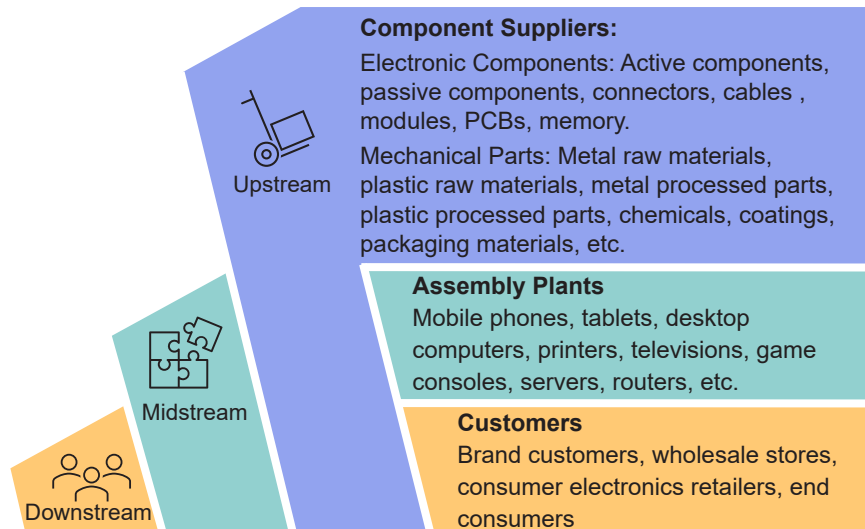 Component Suppliers:
Electronic Components: Active components,
passive components, connectors, cables ,
modules, PCBs, memory.
Mechanical Parts: Metal raw materials,
plastic raw materials, metal processed parts,
plastic processed parts, chemicals, coatings,
packaging materials, etc.
Upstream
Assembly Plants
Mobile phones, tablets, desktop
computers, printers, televisions, game
consoles, servers, routers, etc.
Midstream
Customers
Brand customers, wholesale stores,
consumer electronics retailers, end
consumers
Downstream